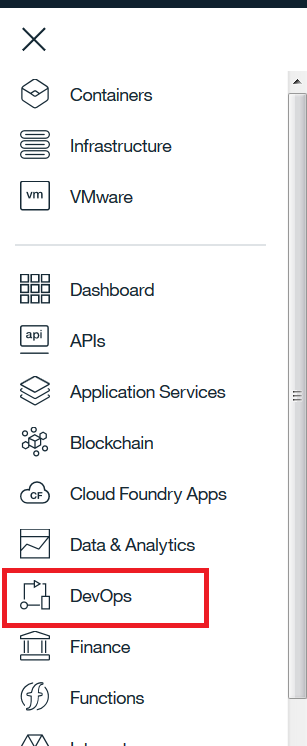 Containers
Infrastructure
vm VMware
Dashboard
api APIs
Application Services
Blockchain
CF Cloud Foundry Apps
Data & Analytics
DevOps
Finance
Functions